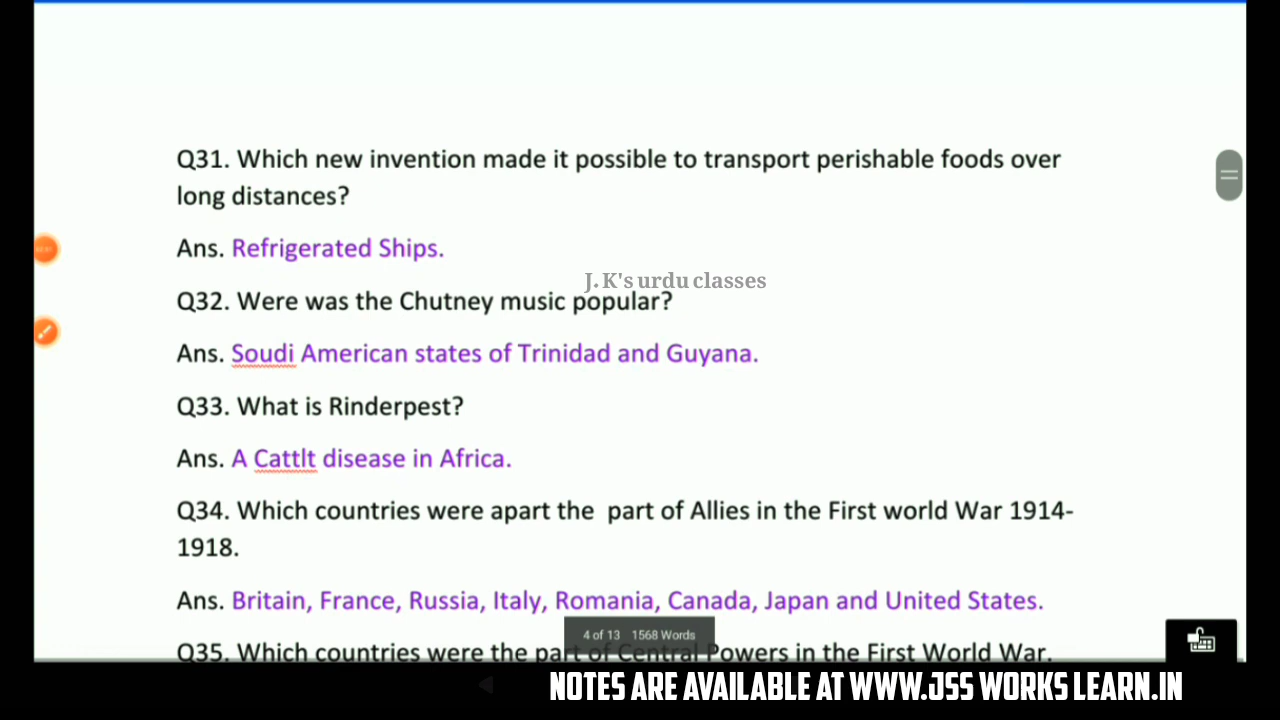 Q31. Which new invention made it possible to transport perishable foods over
long distances?
Ans. Refrigerated Ships.
J.K's urdu classes
Q32. Were was the Chutney music popular?
Ans. Soudi American states of Trinidad and Guyana.
Q33. What is Rinderpest?
Ans. A Cattlt disease in Africa.
Q34. Which countries were apart the  part of Allies in the First world War 1914-
1918.
Ans. Britain, France, Russia, Italy, Romania, Canada, Japan and United States.
4 of 13 1568 Words
Q35. Which countries were the part of Central Powers in the First World War.
NOTES ARE AVAILABLE AT WWW.JSS WORKS LEARN.IN